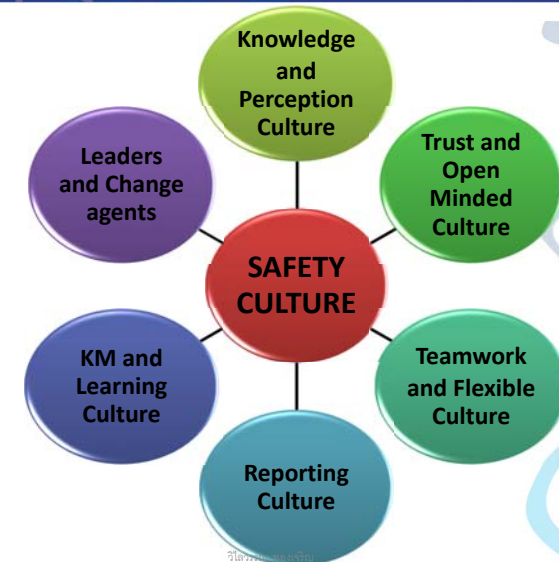 Knowledge
and
Perception
Culture
Trust and
Open
Minded
Culture
Leaders
and Change
agents
SAFETY
CULTURE
KM and
Learning
Culture
Teamwork
and Flexible
Culture
Reporting
Culture